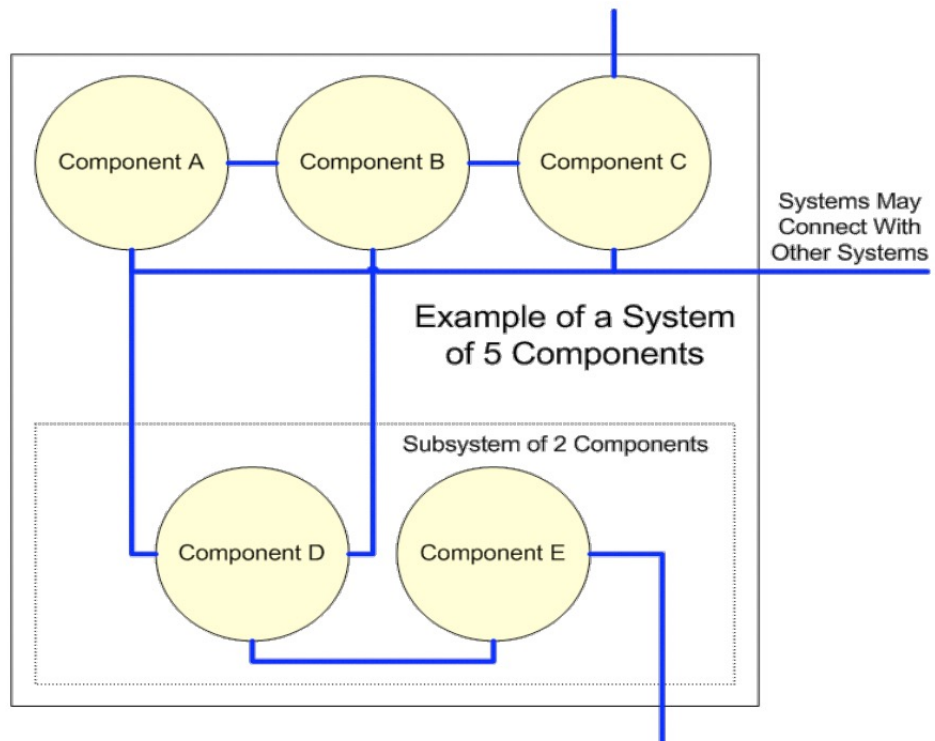 Component A
Component B
Component C
Systems May
Connect With
Other Systems
Example of a System
of 5 Components
Subsystem of 2 Components
Component D
Component E